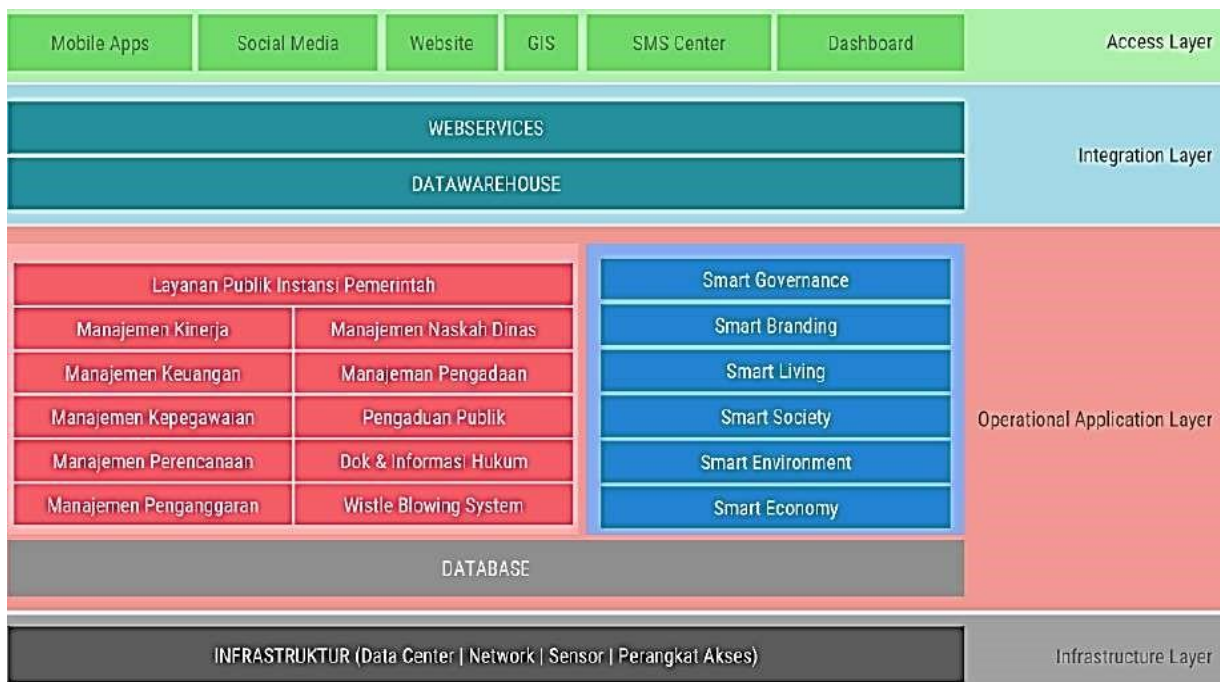 Mobile Apps
Social Media
Website
GIS
SMS Center
Dashboard
Access Layer
WEBSERVICES
DATAWAREHOUSE
Integration Layer
Layanan Publik Instansi Pemerintah
Manajemen Kinerja
Manajemen Naskah Dinas
Manajemen Keuangan
Manajeman Pengadaan
Manajemen Kepegawaian
Pengaduan Publik
Manajemen Perencanaan
Dok & Informasi Hukum
Manajemen Penganggaran
Wistle Blowing System
Smart Governance
Smart Branding
Smart Living
Smart Society
Smart Environment
Smart Economy
DATABASE
Operational Application Layer
INFRASTRUKTUR (Data Center | Network | Sensor | Perangkat Akses)
Infrastructure Layer